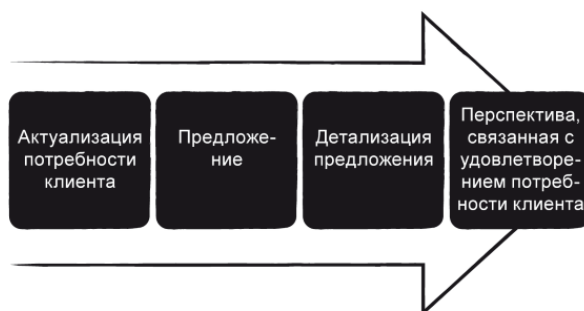 Актуализация
потребности
клиента
Предложе-
ние
Детализация
предложения
Перспектива,
связанная с
удовлетворе-
нием потреб-
ности клиента